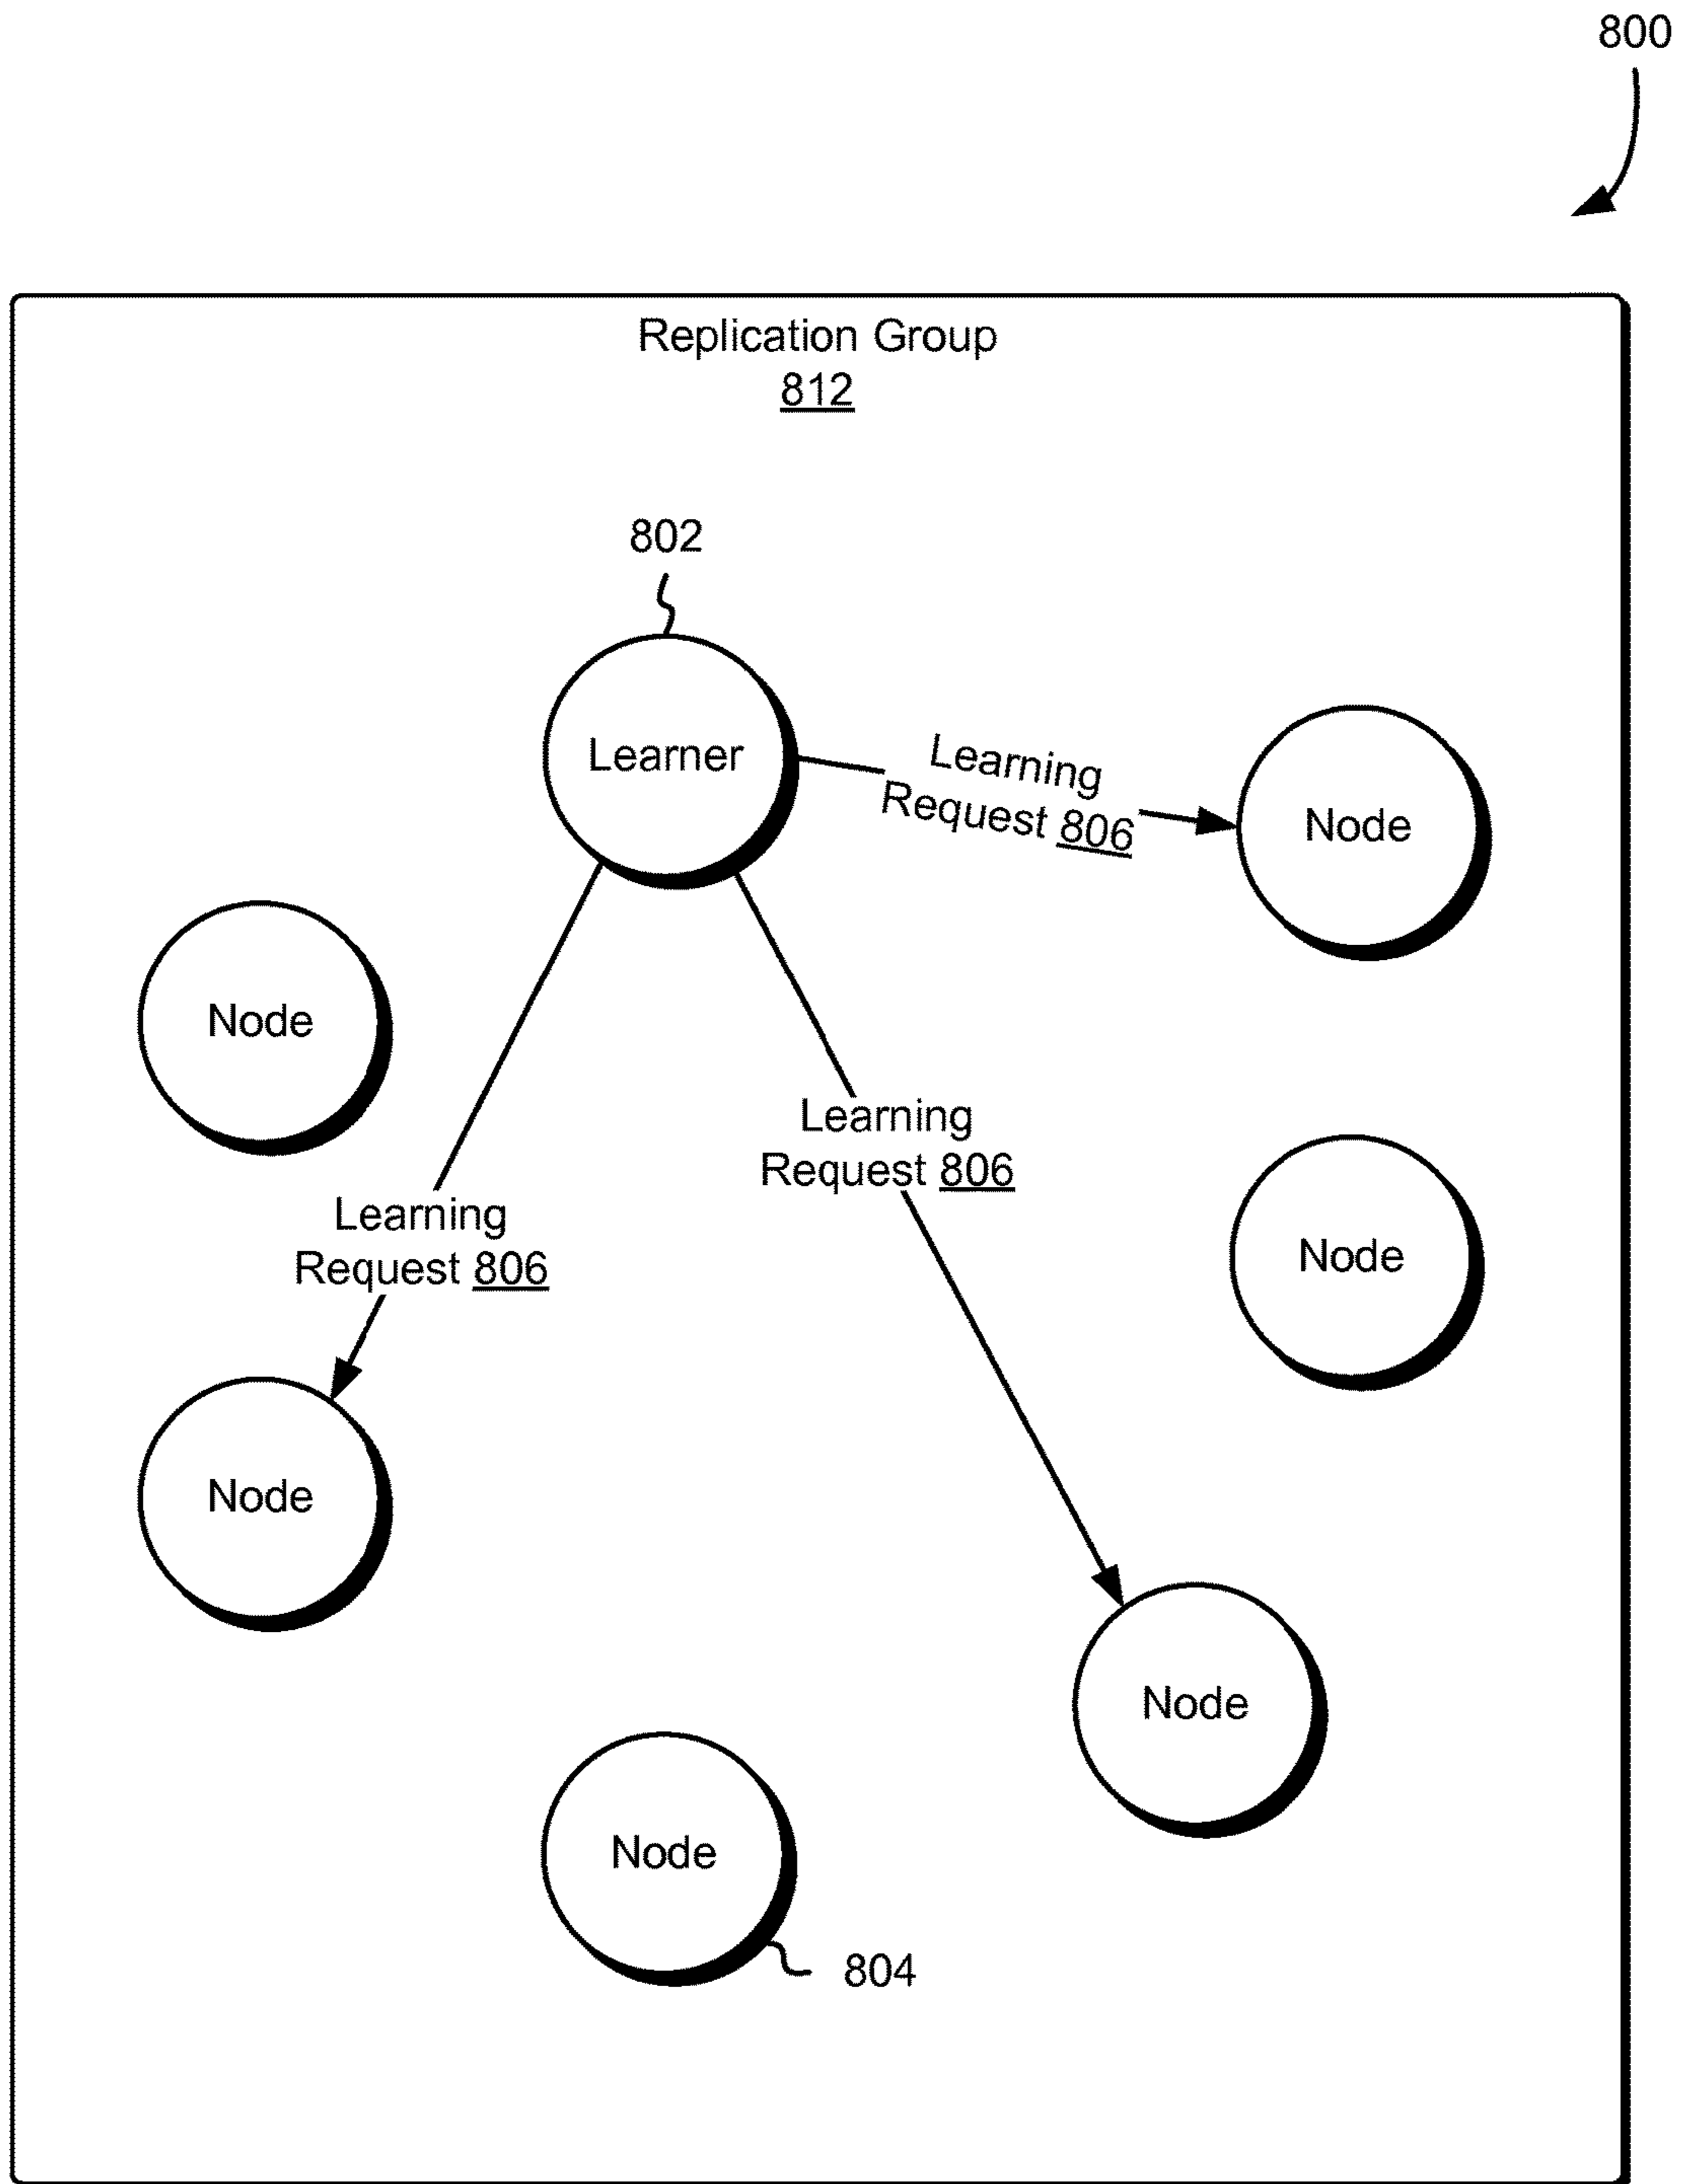 800
Replication Group
812
802
Learner
Learning
Request 806
Node
Node
Learning
Request 806
Learning
Request 806
Node
Node
Node
Node
804